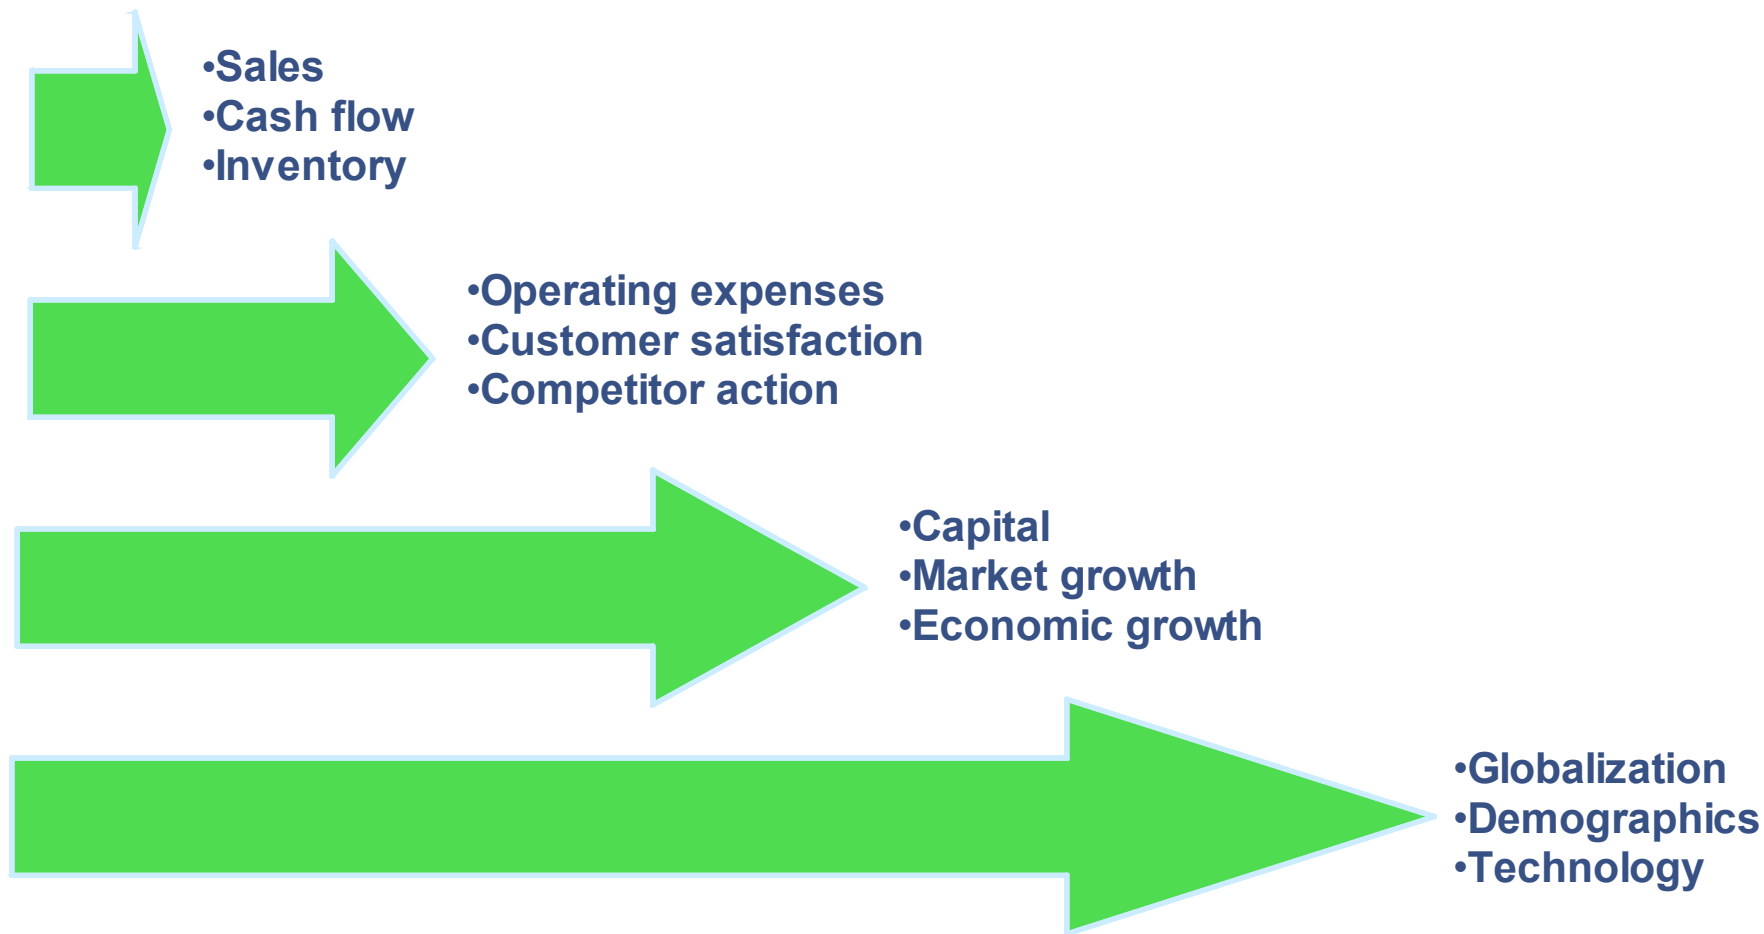 •Sales
•Cash flow
•Inventory
•Operating expenses
•Customer satisfaction
•Competitor action
•Capital
•Market growth
•Economic growth
•Globalization
•Demographics
•Technology